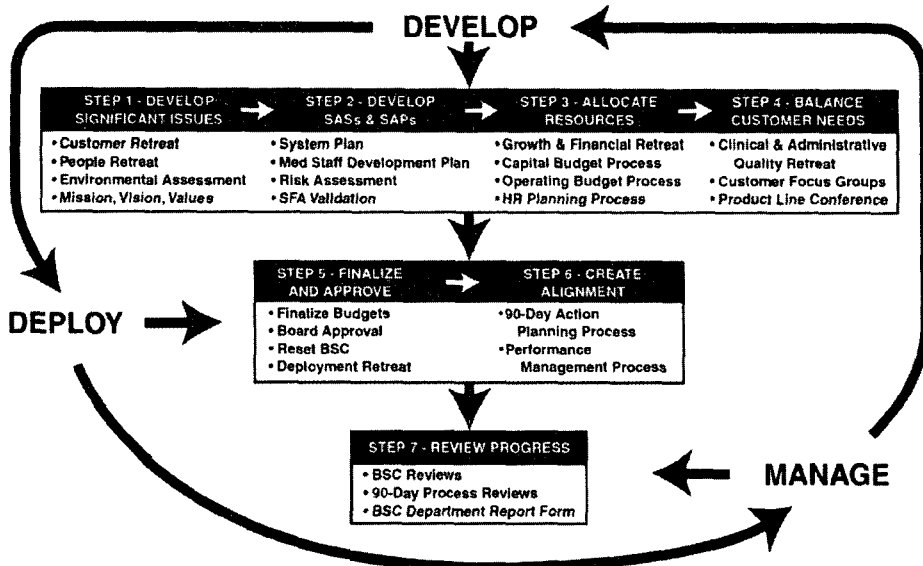 DEVELOP
STEP 1 - DEVELOP
SIGNIFICANT ISSUES
• Customer Retreat
• People Retreat
• Environmental Assessment
• Mission, Vision, Values
STEP 2 - DEVELOP
SASs & SAPs
• System Plan
• Med Staff Development Plan
• Risk Assessment
• SFA Validation
STEP 3 - ALLOCATE
RESOURCES
• Growth & Financial Retreat
• Capital Budget Process
• Operating Budget Process
• HR Planning Process
STEP 4 - BALANCE
CUSTOMER NEEDS
• Clinical & Administrative
Quality Retreat
• Customer Focus Groups
• Product Line Conference
DEPLOY
STEP 5 - FINALIZE
AND APPROVE
• Finalize Budgets
• Board Approval
• Reset BSC
• Deployment Retreat
STEP 6 - CREATE
ALIGNMENT
• 90-Day Action
Planning Process
• Performance
Management Process
STEP 7 - REVIEW PROGRESS
• BSC Reviews
• 90-Day Process Reviews
• BSC Department Report Form
MANAGE